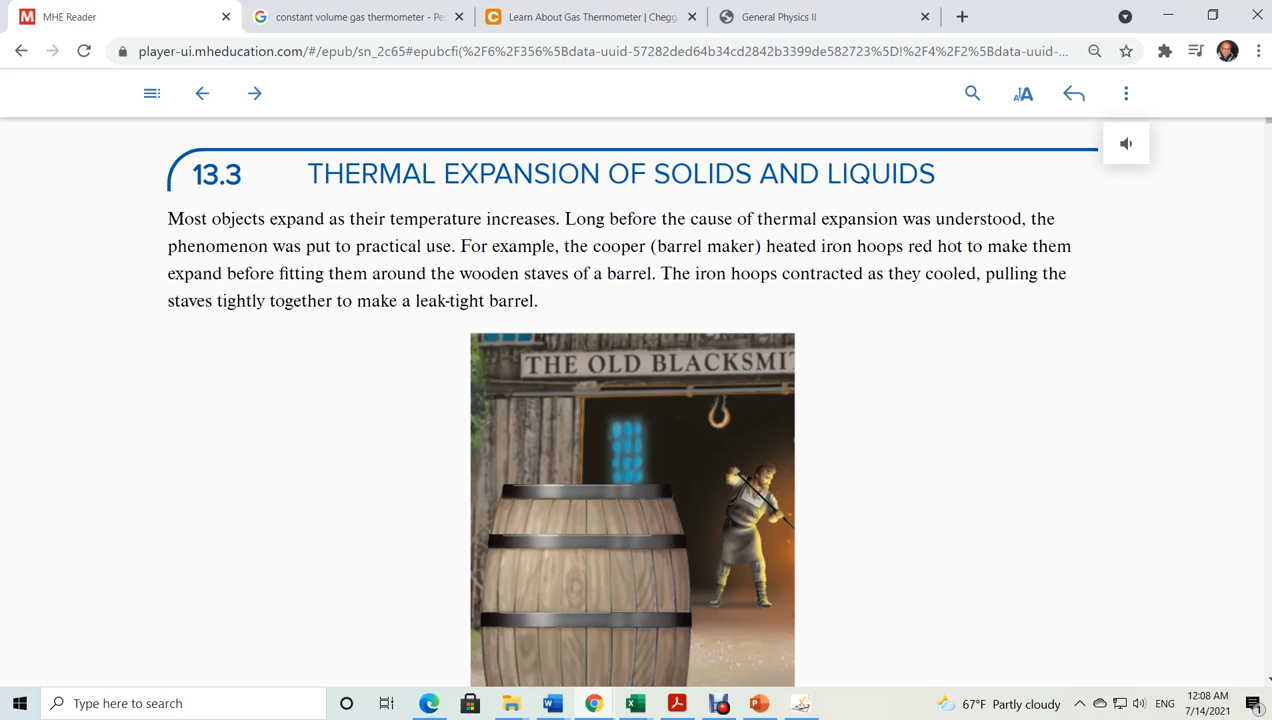 MHE Reader
constant volume gas thermometer - Pe
Learn About Gas Thermometer | Chegg
General Physics II
player-ui.mheducation.com/#/epub/sn_2c65#epubcfi(%2F6%2F356%5Bdata-uuid-57282ded64b34cd2842b3399de582723%5D!%2F4%2F2%5Bdata-uuid-...
13.3 THERMAL EXPANSION OF SOLIDS AND LIQUIDS
Most objects expand as their temperature increases. Long before the cause of thermal expansion was understood, the
phenomenon was put to practical use. For example, the cooper (barrel maker) heated iron hoops red hot to make them
expand before fitting them around the wooden staves of a barrel. The iron hoops contracted as they cooled, pulling the
staves tightly together to make a leak-tight barrel.
THE OLD BLACKSMI
Type here to search
67°F Partly cloudy
ENG
12:08 AM
7/14/2021
1